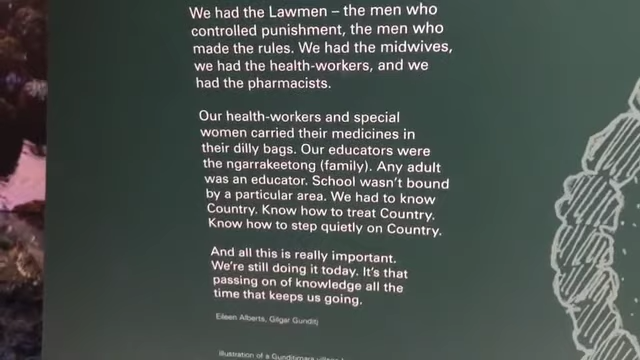 We had the Lawmen – the men who
controlled punishment, the men who
made the rules. We had the midwives,
we had the health-workers, and we
had the pharmacists.
Our health-workers and special
women carried their medicines in
their dilly bags. Our educators were
the ngarrakeetong (family). Any adult
was an educator. School wasn't bound
by a particular area. We had to know
Country. Know how to treat Country.
Know how to step quietly on Country.
And all this is really important.
We're still doing it today. It's that
passing on of knowledge all the
time that keeps us going.
Eileen Alberts, Gilgar Gunditj
Illustration of a Gunditjmara village